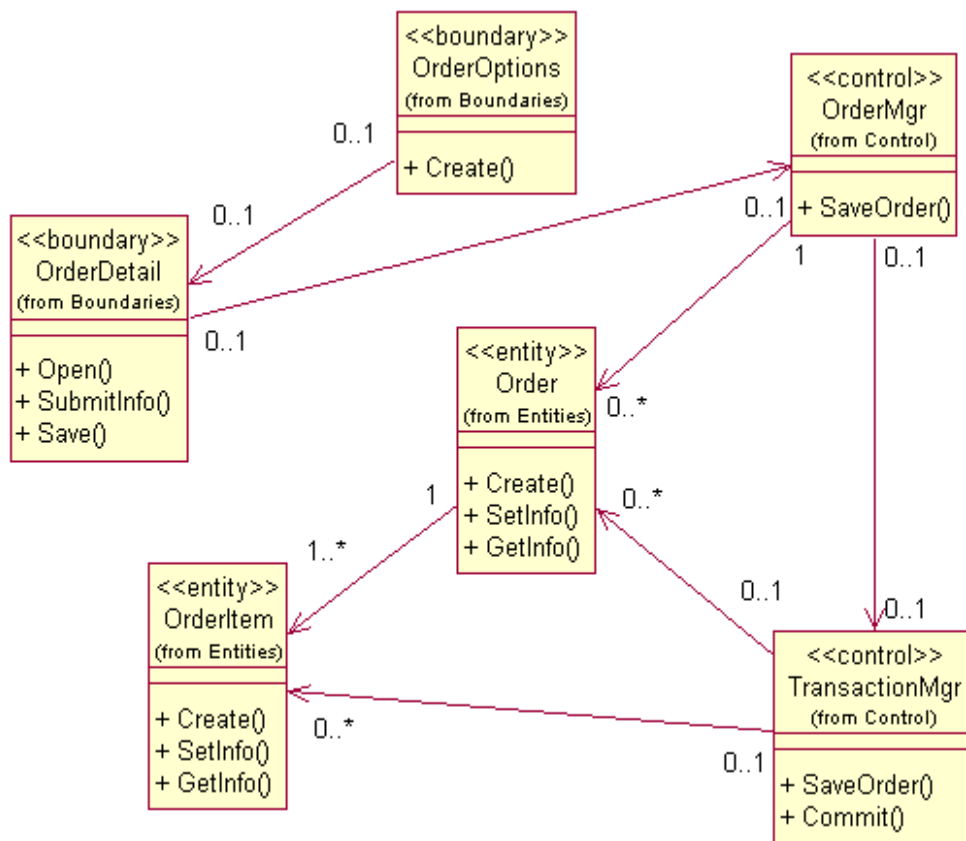 <<boundary>>
OrderOptions
(from Boundaries)
+ Create()
0..1
0..1
<<control>>
OrderMgr
(from Control)
+ SaveOrder()
0..1
1
0..1
<<boundary>>
OrderDetail
(from Boundaries)
+ Open()
+ SubmitInfo()
+ Save()
0..1
<<entity>>
Order
(from Entities)
+ Create()
+ SetInfo()
+ GetInfo()
0..*
0..*
1
1..*
<<entity>>
OrderItem
(from Entities)
+ Create()
+ SetInfo()
+ GetInfo()
0..*
0..1
0..1
0..1
<<control>>
TransactionMgr
(from Control)
+ SaveOrder()
+ Commit()